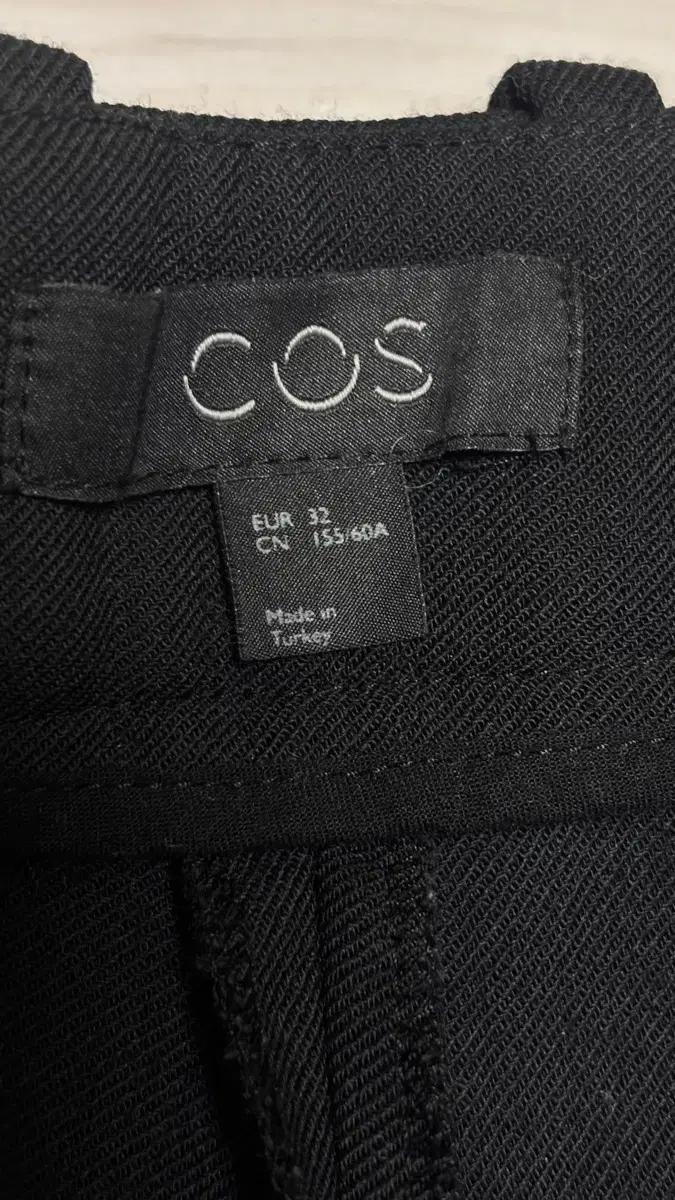 COS
EUR 32
CN 155/60A
Made in
Turkey